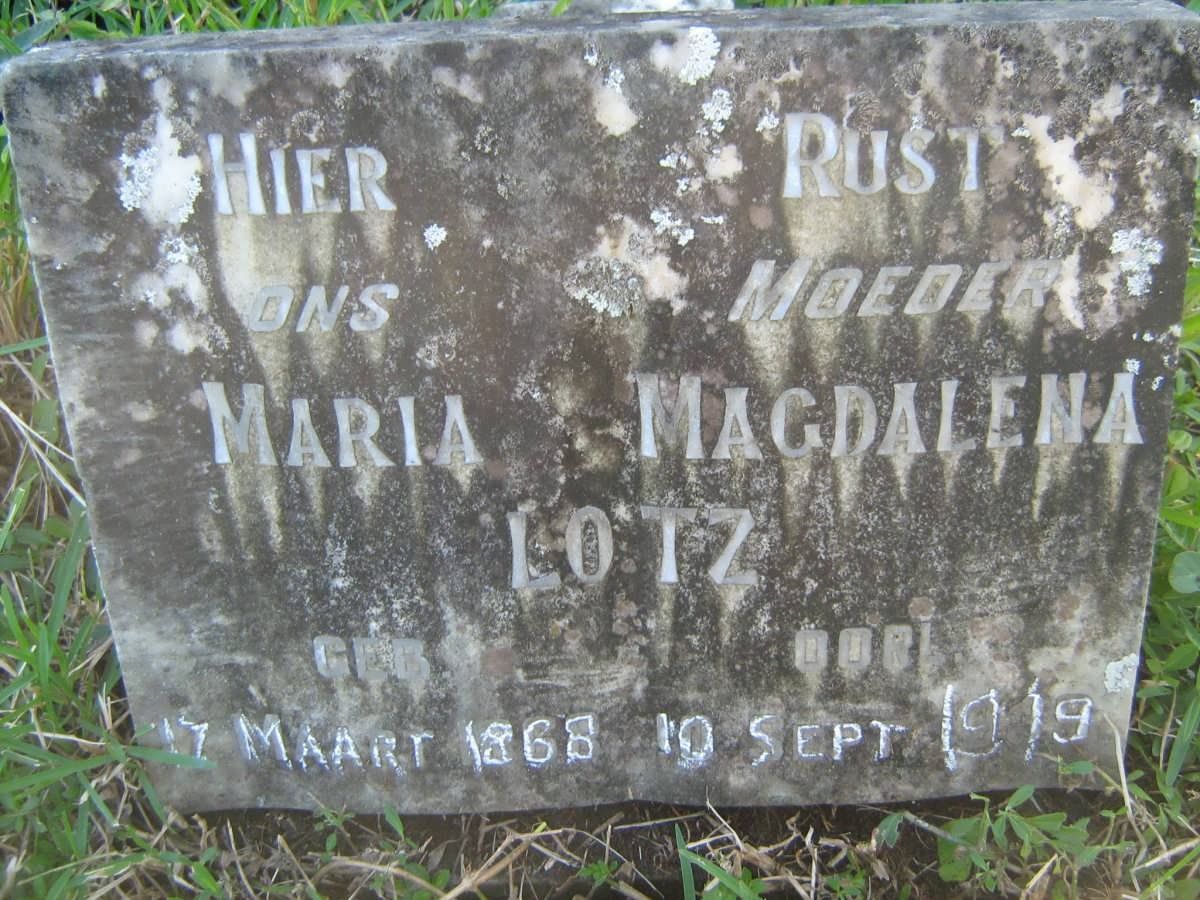 HIER RUST
ONS MOEDER
MARIA MAGDALENA
LOTZ
GEB OORL.
17 MAART 1868 10 SEPT 1919